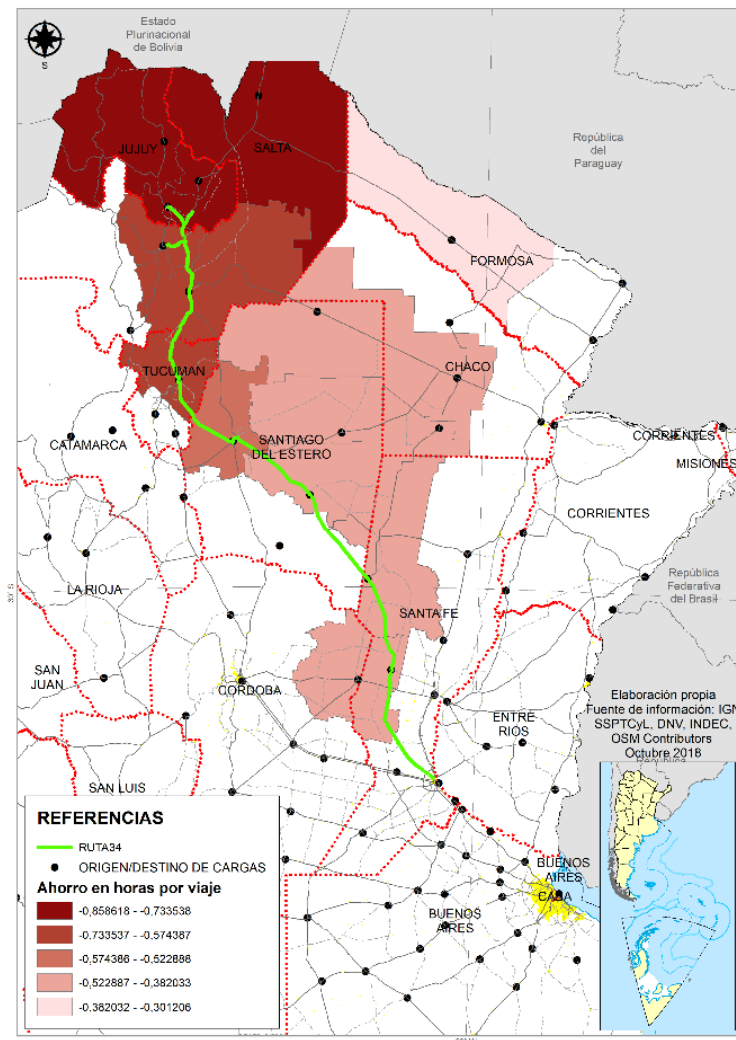 Estado
Plurinacional
de Bolivia
S
República
del
Paraguay
JUJUY
SALTA
FORMOSA
CHACO
TUCUMAN
CATAMARCA
SANTIAGO
DEL ESTERO
CORRIENTES
MISIONES
CORRIENTES
República
Federativa
del Brasil
30° S
LA RIOJA
SANTA FE
SAN
JUAN
CORDOBA
ENTRE
RIOS
Elaboración propia
Fuente de información: IGN
SSPTCyL, DNV, INDEC,
OSM Contributors
Octubre 2018
República
SAN LUIS
REFERENCIAS
RUTA34
ORIGEN/DESTINO DE CARGAS
Ahorro en horas por viaje
-0,858618 - -0,733538
-0,733537 - -0,574387
-0,574386 - -0,522888
-0,522887 - -0,382033
-0,382032 - -0,301206
BUENOS
AIRES
CABA
BUENOS
AIRES